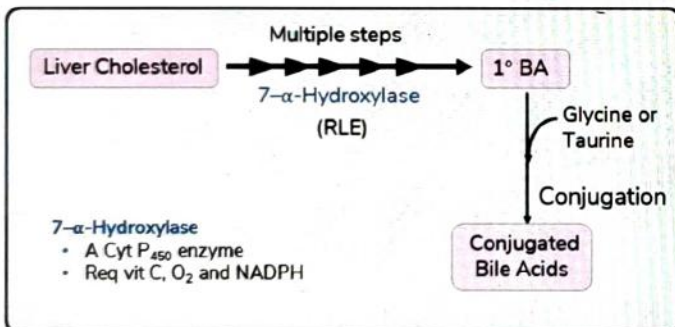 Multiple steps
Liver Cholesterol
1° BA
7–α–Hydroxylase
(RLE)
Glycine or
Taurine
Conjugation
7–α–Hydroxylase
• A Cyt P₄₅₀ enzyme
• Req vit C, O₂ and NADPH
Conjugated
Bile Acids